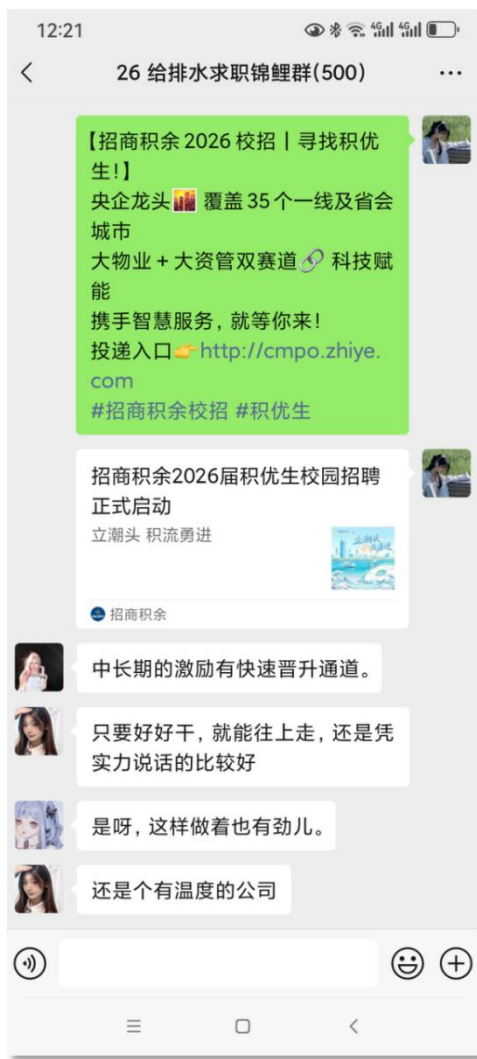 12:21
4G 4G
26 给排水求职锦鲤群(500)
【招商积余 2026 校招丨寻找积优
生!】
央企龙头🌇 覆盖 35 个一线及省会
城市
大物业 + 大资管双赛道🔗 科技赋
能
携手智慧服务, 就等你来!
投递入口👉http://cmpo.zhiye.
com
#招商积余校招 #积优生
招商积余2026届积优生校园招聘
正式启动
立潮头 积流勇进
招商积余
中长期的激励有快速晋升通道。
只要好好干, 就能往上走, 还是凭
实力说话的比较好
是呀, 这样做着也有劲儿。
还是个有温度的公司